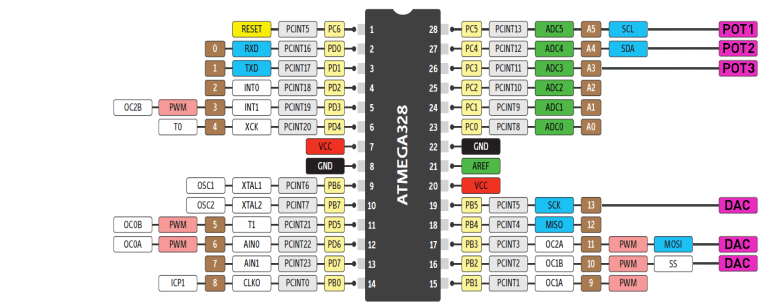 RESET PCINT5 PC6 1 28 PC5 PCINT13 ADC5 A5 SCL POT1
0 RXD PCINT16 PD0 2 27 PC4 PCINT12 ADC4 A4 SDA POT2
1 TXD PCINT17 PD1 3 26 PC3 PCINT11 ADC3 A3 POT3
2 INT0 PCINT18 PD2 4 25 PC2 PCINT10 ADC2 A2
OC2B PWM 3 INT1 PCINT19 PD3 5 24 PC1 PCINT9 ADC1 A1
T0 4 XCK PCINT20 PD4 6 23 PC0 PCINT8 ADC0 A0
VCC 7 22 GND
GND 8 21 AREF
OSC1 XTAL1 PCINT6 PB6 9 20 VCC
OSC2 XTAL2 PCINT7 PB7 10 19 PB5 PCINT5 SCK 13 DAC
OC0B PWM 5 T1 PCINT21 PD5 11 18 PB4 PCINT4 MISO 12
OC0A PWM 6 AIN0 PCINT22 PD6 12 17 PB3 PCINT3 OC2A 11 PWM MOSI DAC
7 AIN1 PCINT23 PD7 13 16 PB2 PCINT2 OC1B 10 PWM SS DAC
ICP1 8 CLKO PCINT0 PB0 14 15 PB1 PCINT1 OC1A 9 PWM
ATMEGA328